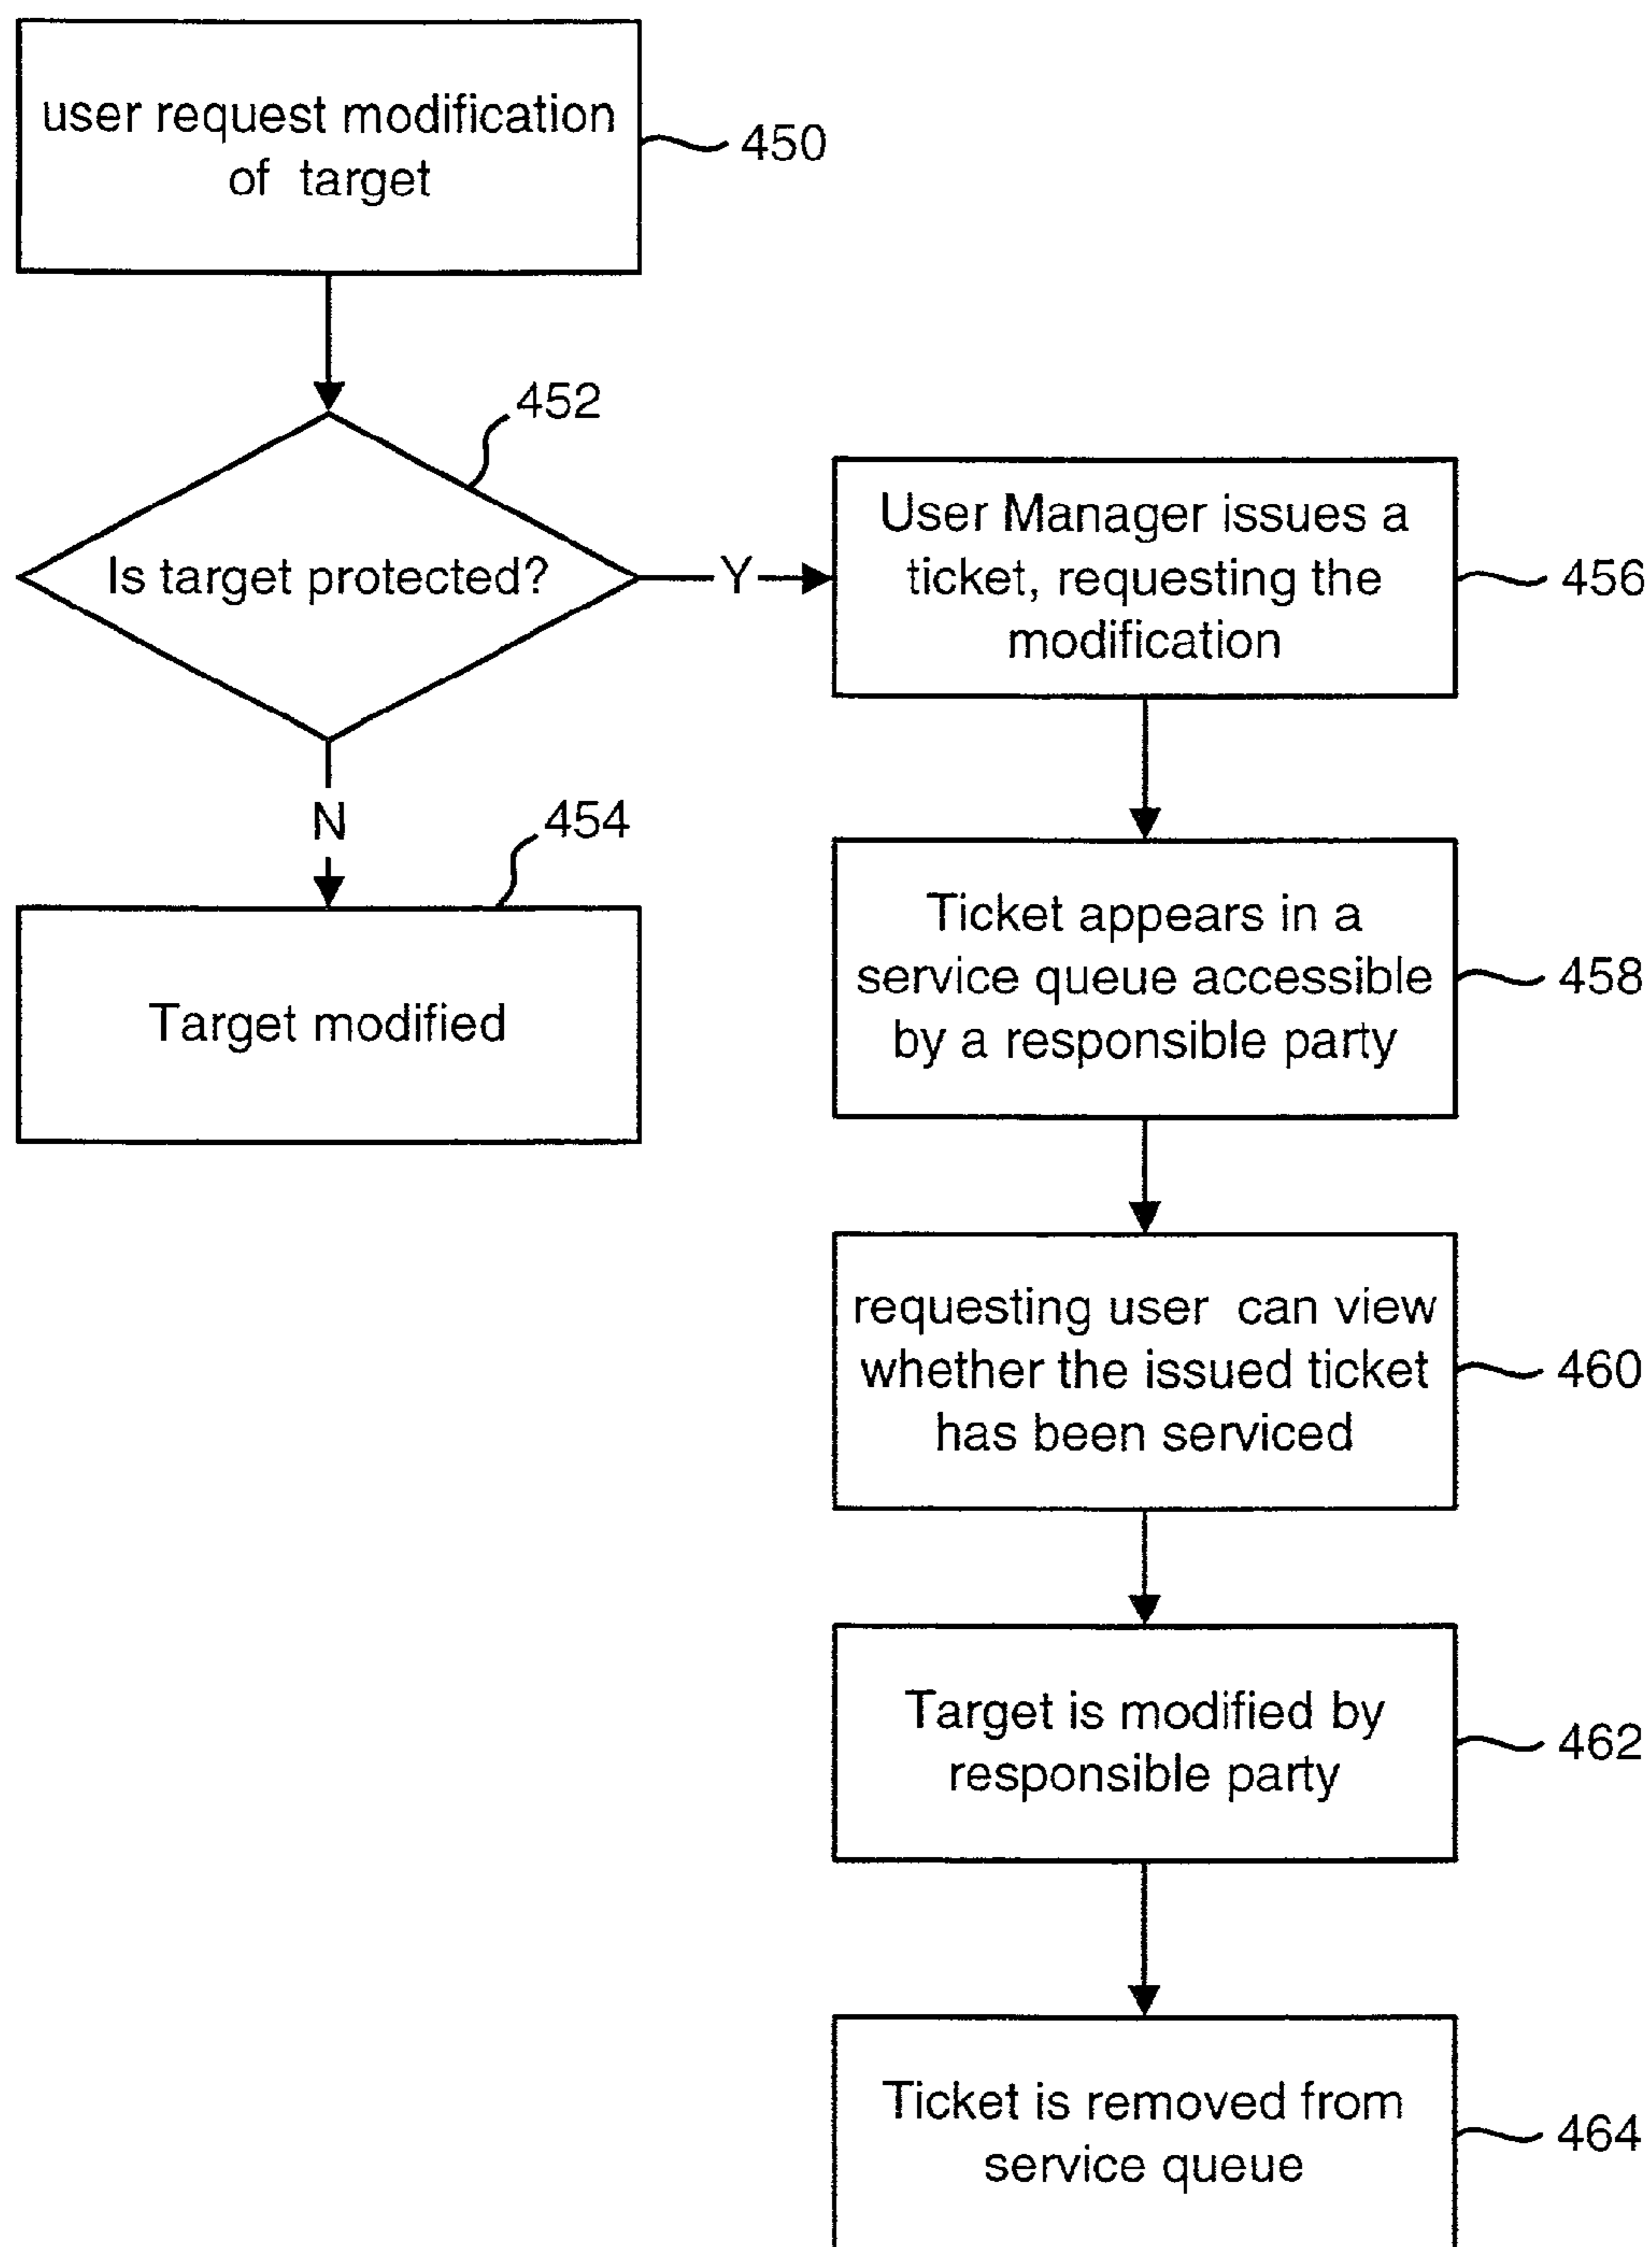 user request modification
of target
450
452
Is target protected?
Y
N
454
Target modified
User Manager issues a
ticket, requesting the
modification
456
Ticket appears in a
service queue accessible
by a responsible party
458
requesting user can view
whether the issued ticket
has been serviced
460
Target is modified by
responsible party
462
Ticket is removed from
service queue
464